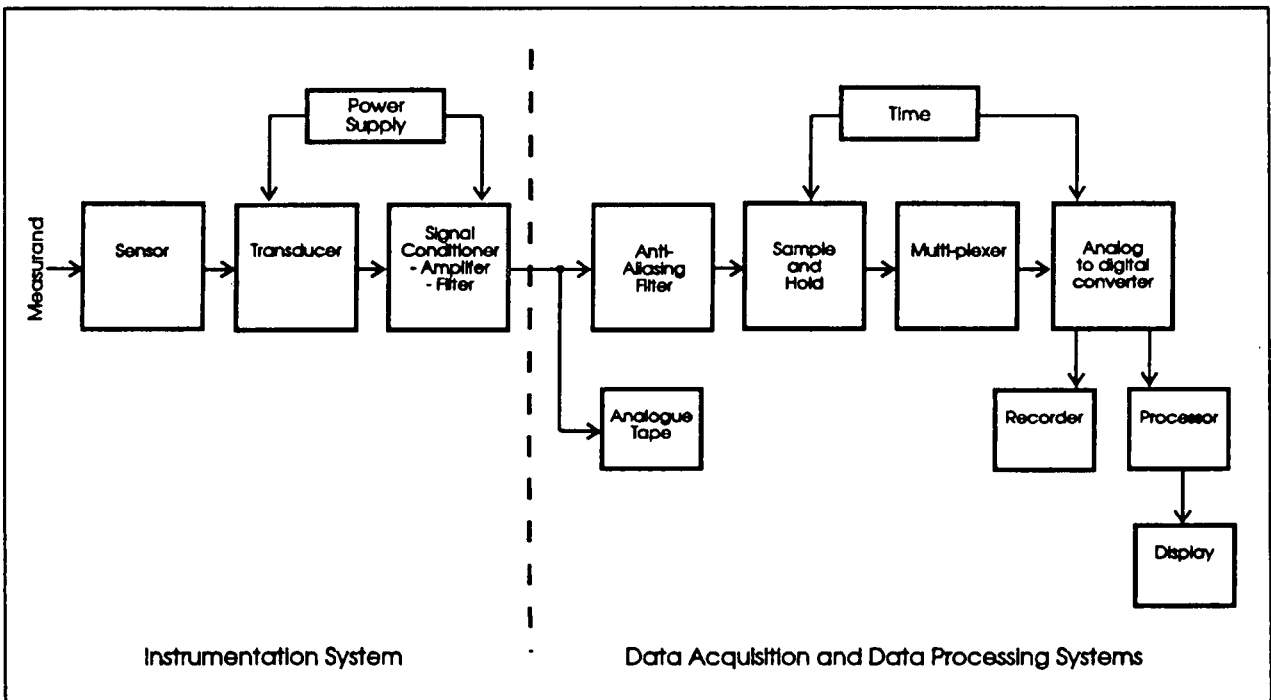 Power
Supply
Time
Measurand
Sensor
Transducer
Signal
Conditioner
- Amplifer
- Filter
Anti-
Aliasing
Filter
Sample
and
Hold
Multi-plexer
Analog
to digital
converter
Analogue
Tape
Recorder
Processor
Display
Instrumentation System
Data Acquisition and Data Processing Systems